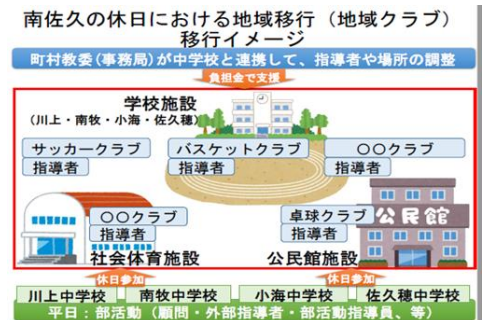 南佐久の休日における地域移行（地域クラブ）
移行イメージ
町村教委(事務局)が中学校と連携して、指導者や場所の調整
負担金で支援
学校施設
（川上・南牧・小海・佐久穂）
サッカークラブ
指導者
バスケットクラブ
指導者
〇〇クラブ
指導者
〇〇クラブ
指導者
社会体育施設
卓球クラブ
指導者
公民館
公民館施設
休日参加
休日参加
川上中学校
南牧中学校
小海中学校
佐久穂中学校
平日：部活動（顧問・外部指導者・部活動指導員、等）